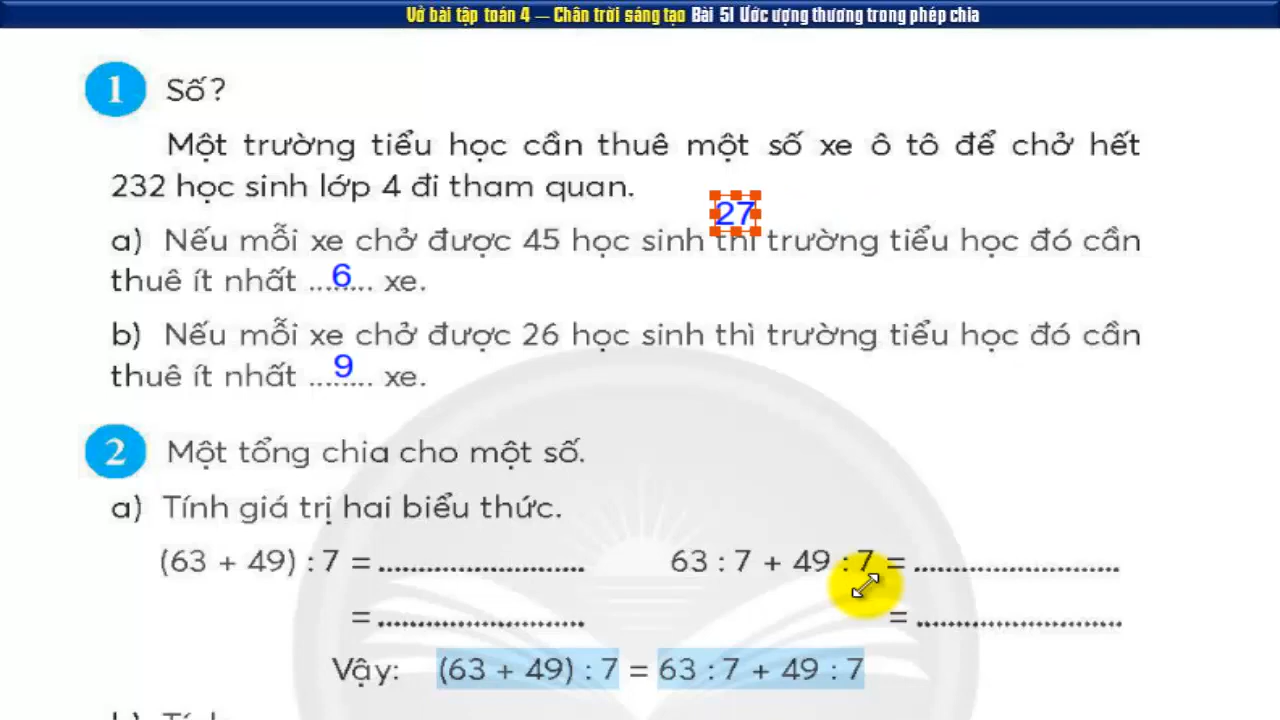 Vở bài tập toán 4 – Chân trời sáng tạo Bài 51 Ước ượng thương trong phép chia
1 Số?
Một trường tiểu học cần thuê một số xe ô tô để chở hết
232 học sinh lớp 4 đi tham quan.
27
a) Nếu mỗi xe chở được 45 học sinh thì trường tiểu học đó cần
thuê ít nhất ...6... xe.
b) Nếu mỗi xe chở được 26 học sinh thì trường tiểu học đó cần
thuê ít nhất ...9... xe.
2 Một tổng chia cho một số.
a) Tính giá trị hai biểu thức.
(63 + 49) : 7 = .......................... 63 : 7 + 49 : 7 = ..........................
= .......................... = ..........................
Vậy: (63 + 49) : 7 = 63 : 7 + 49 : 7